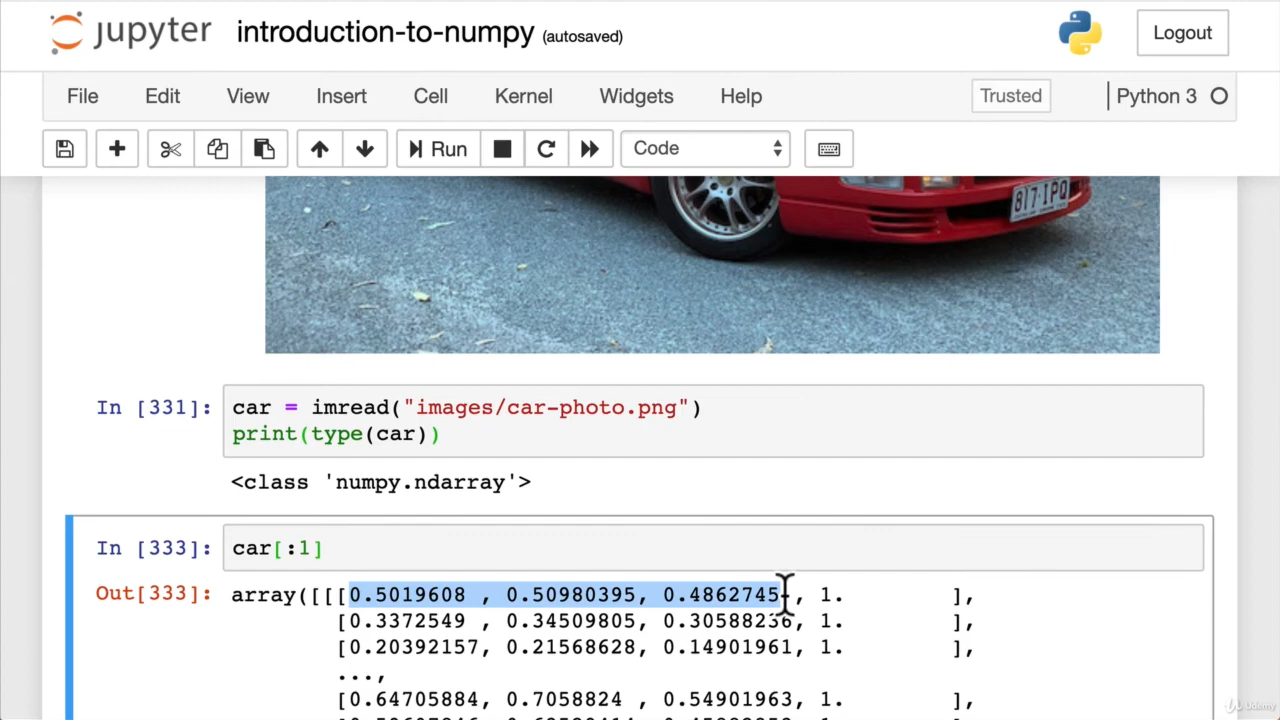 jupyter introduction-to-numpy (autosaved) Logout
File Edit View Insert Cell Kernel Widgets Help Trusted Python 3
Run Code
817·IPQ
In [331]: car = imread("images/car-photo.png")
print(type(car))
<class 'numpy.ndarray'>
In [333]: car[:1]
Out[333]: array([[[0.5019608 , 0.50980395, 0.4862745 , 1. ],
[0.3372549 , 0.34509805, 0.30588236, 1. ],
[0.20392157, 0.21568628, 0.14901961, 1. ],
...,
[0.64705884, 0.7058824 , 0.54901963, 1. ],
Udemy